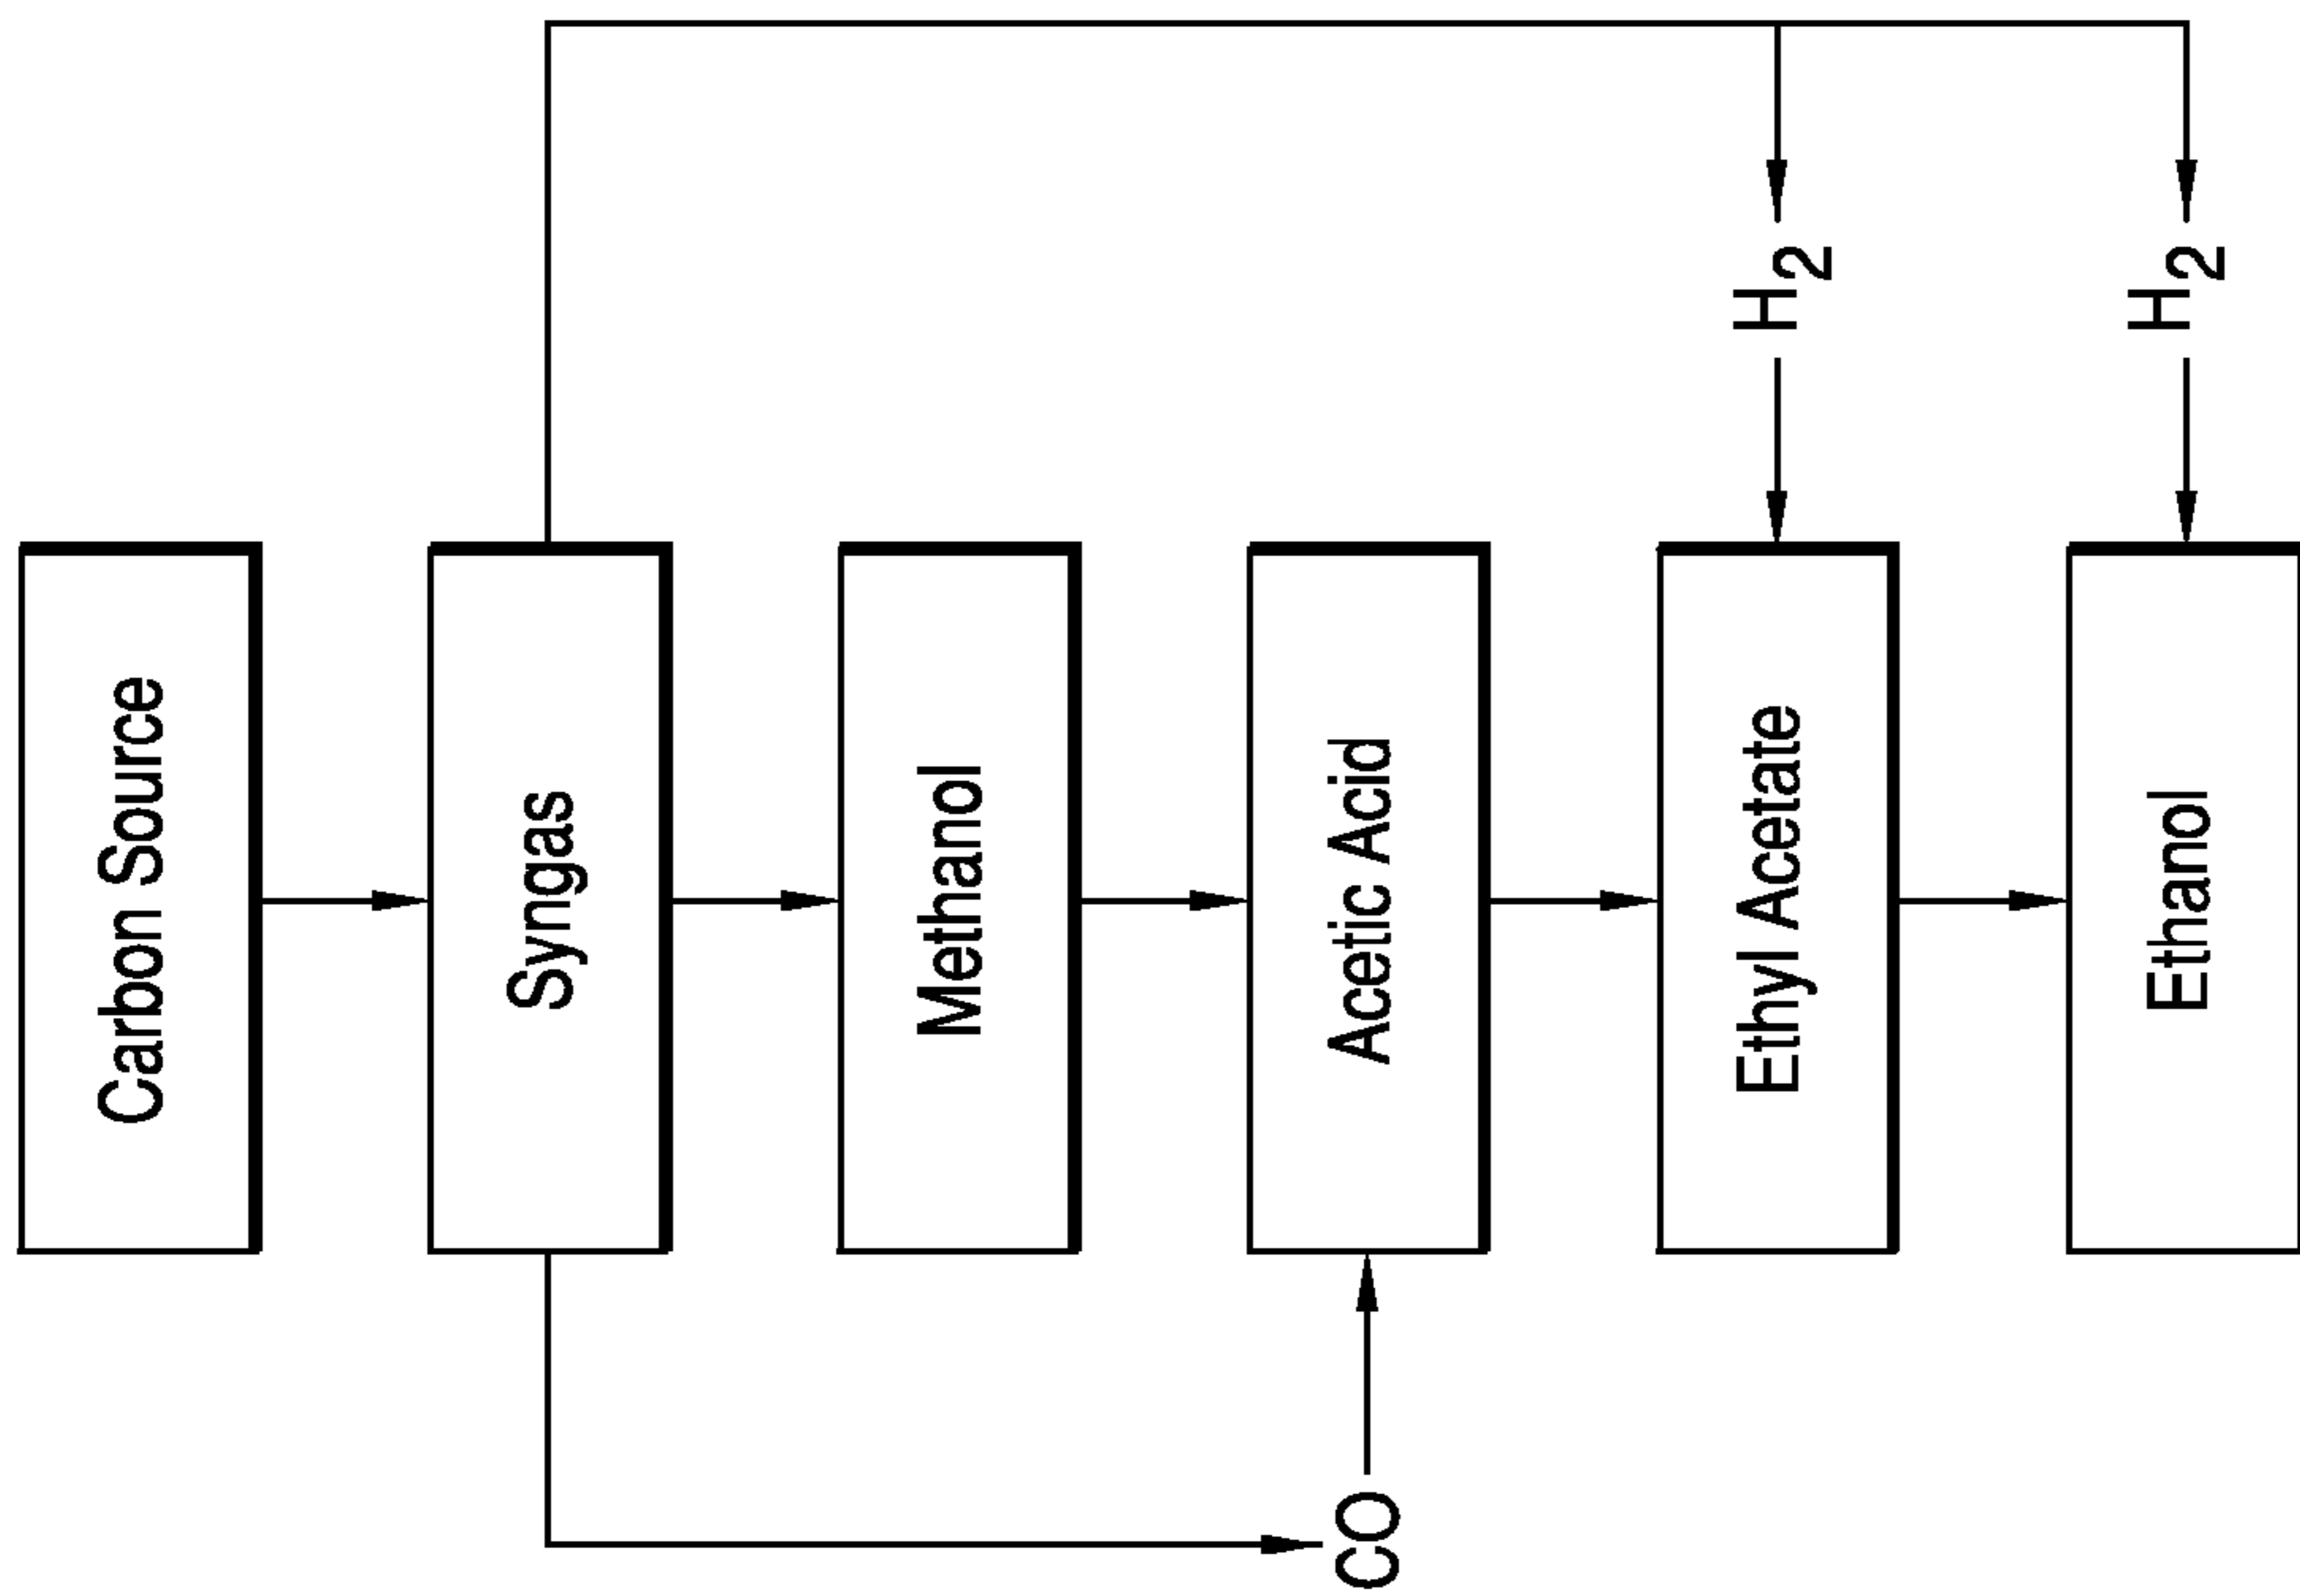 Carbon Source
Syngas
Methanol
CO
Acetic Acid
H2
Ethyl Acetate
H2
Ethanol